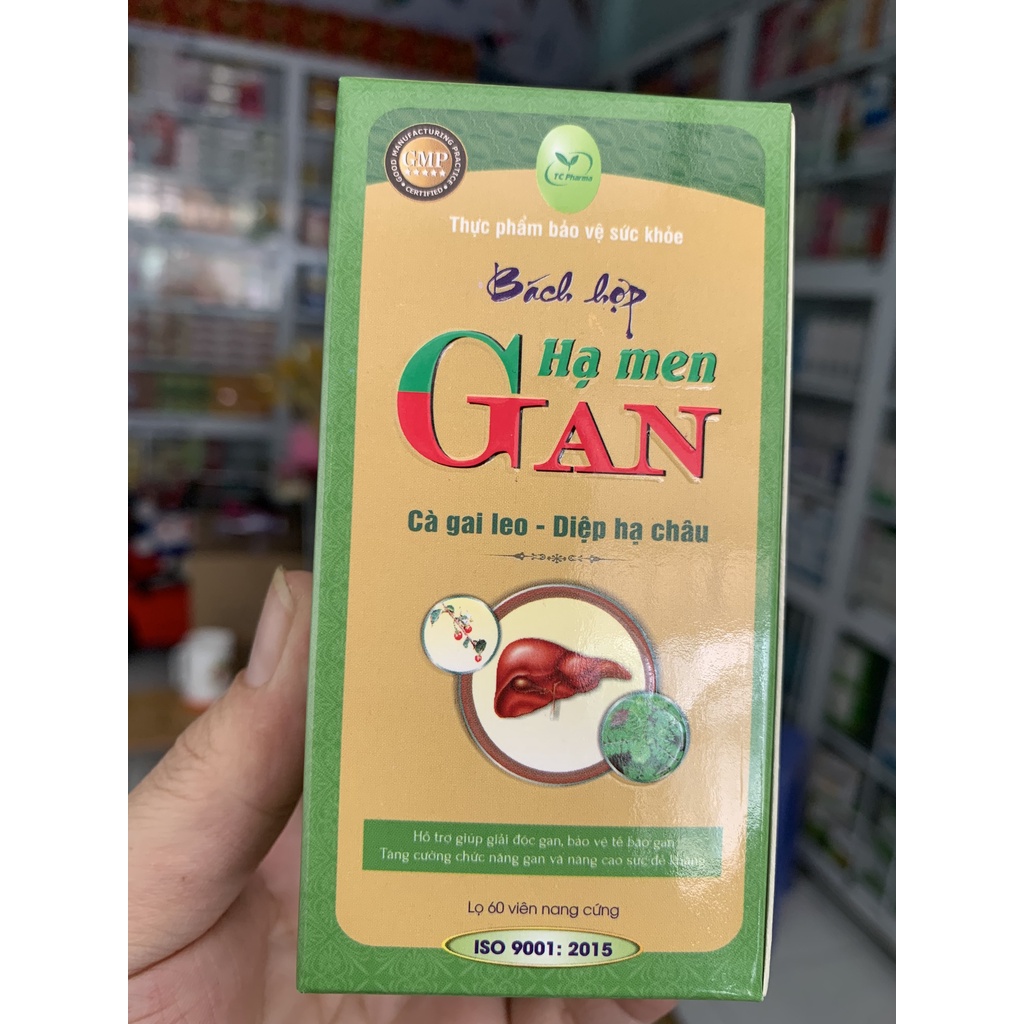 GOOD MANUFACTURING PRACTICE
GMP
CERTIFIED
TC Pharma
Thực phẩm bảo vệ sức khỏe
Bách hộp
Hạ men
GAN
Cà gai leo - Diệp hạ châu
Hỗ trợ giúp giải độc gan, bảo vệ tế bào gan
Tăng cường chức năng gan và nâng cao sức đề kháng
Lọ 60 viên nang cứng
ISO 9001: 2015